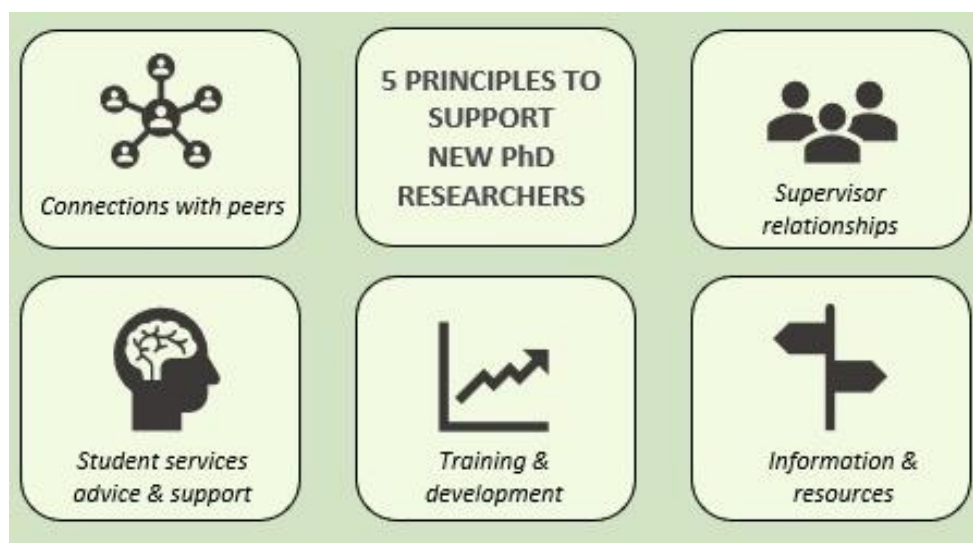 Connections with peers
5 PRINCIPLES TO
SUPPORT
NEW PhD
RESEARCHERS
Supervisor
relationships
Student services
advice & support
Training &
development
Information &
resources